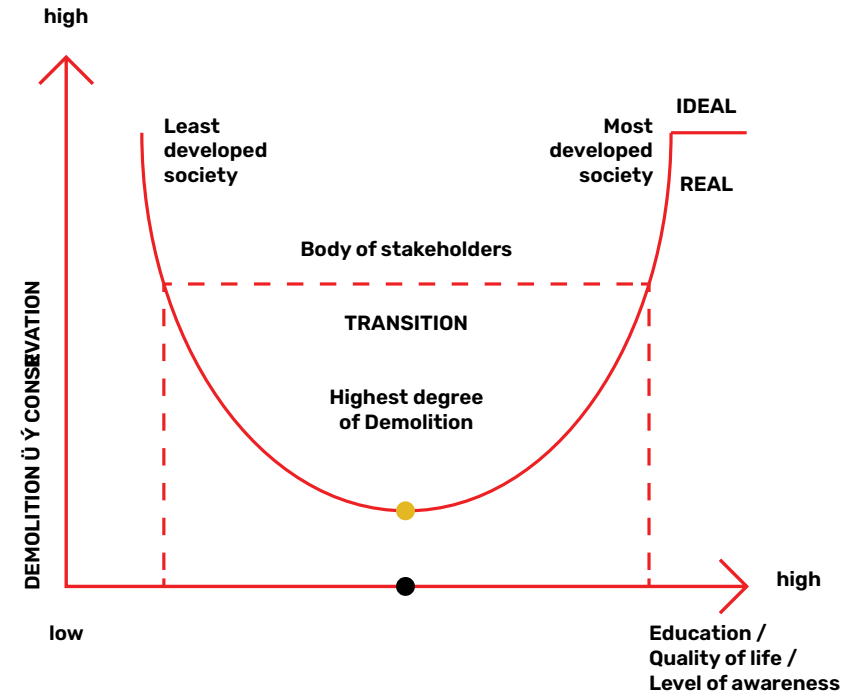 high
Least
developed
society
Most
developed
society
IDEAL
REAL
Body of stakeholders
TRANSITION
Highest degree
of Demolition
DEMOLITION Ü Ý CONSERVATION
high
low
Education /
Quality of life /
Level of awareness